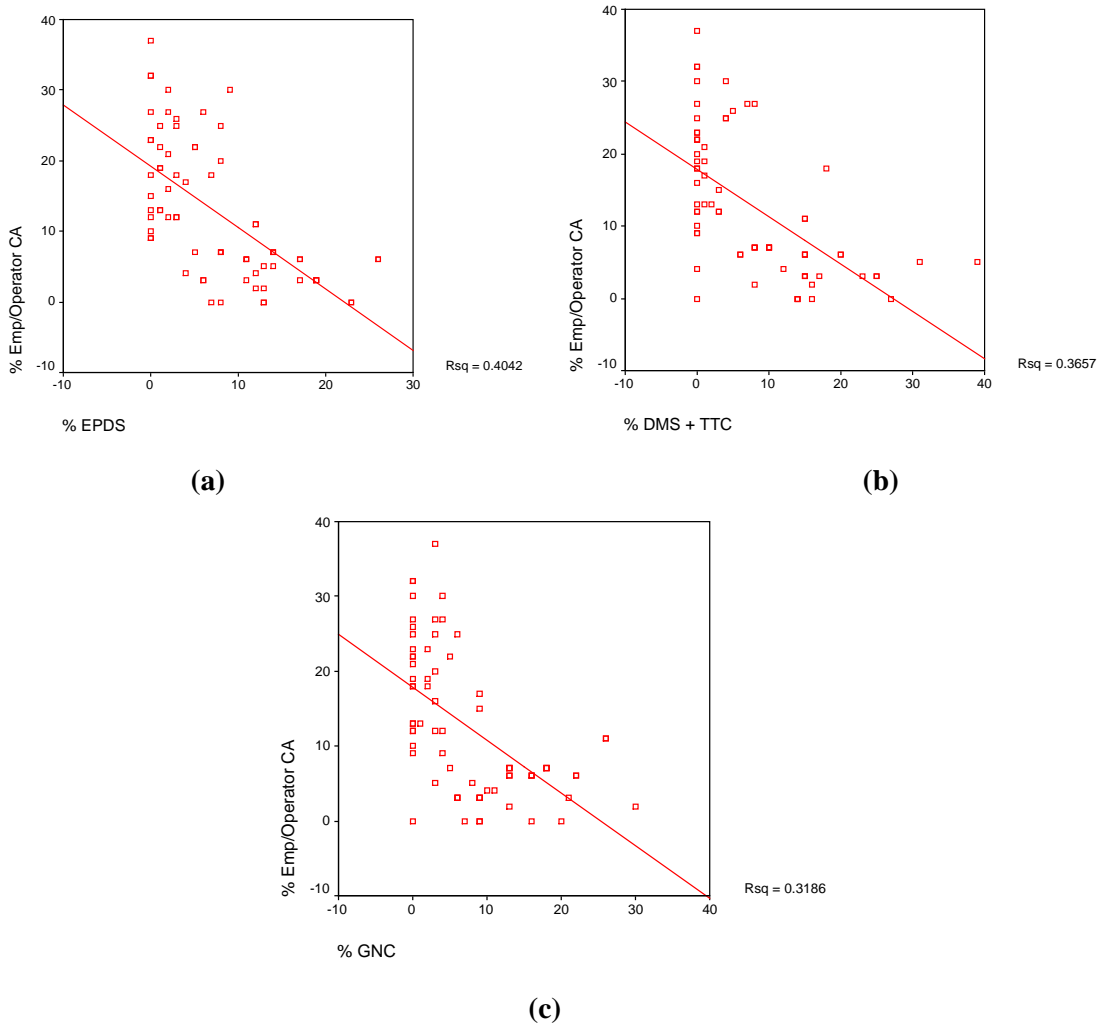 40
30
20
10
0
-10
% Emp/Operator CA
-10 0 10 20 30
Rsq = 0.4042
% EPDS
(a)
40
30
20
10
0
-10
% Emp/Operator CA
-10 0 10 20 30 40
Rsq = 0.3657
% DMS + TTC
(b)
40
30
20
10
0
-10
% Emp/Operator CA
-10 0 10 20 30 40
Rsq = 0.3186
% GNC
(c)